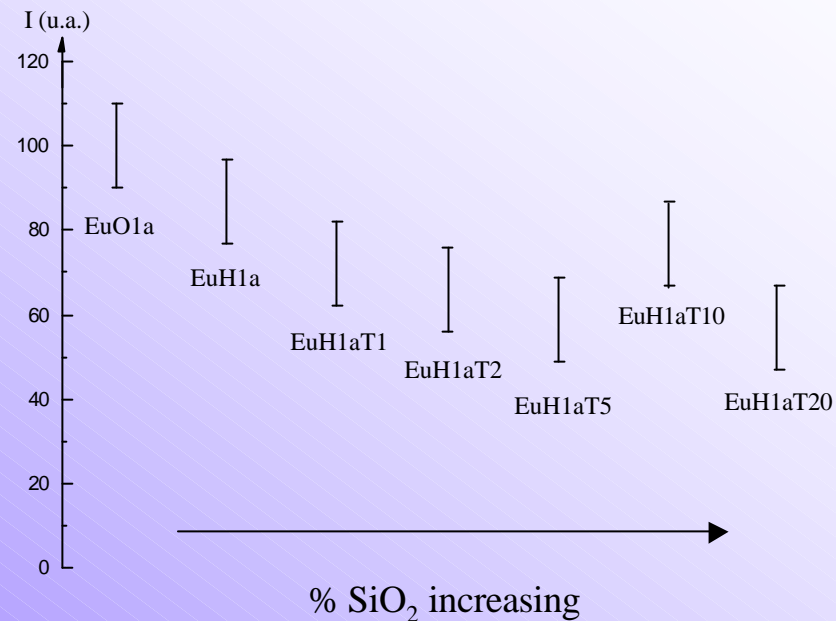 I (u.a.)
120
100
80
60
40
20
0
EuO1a
EuH1a
EuH1aT1
EuH1aT2
EuH1aT5
EuH1aT10
EuH1aT20
% SiO₂ increasing